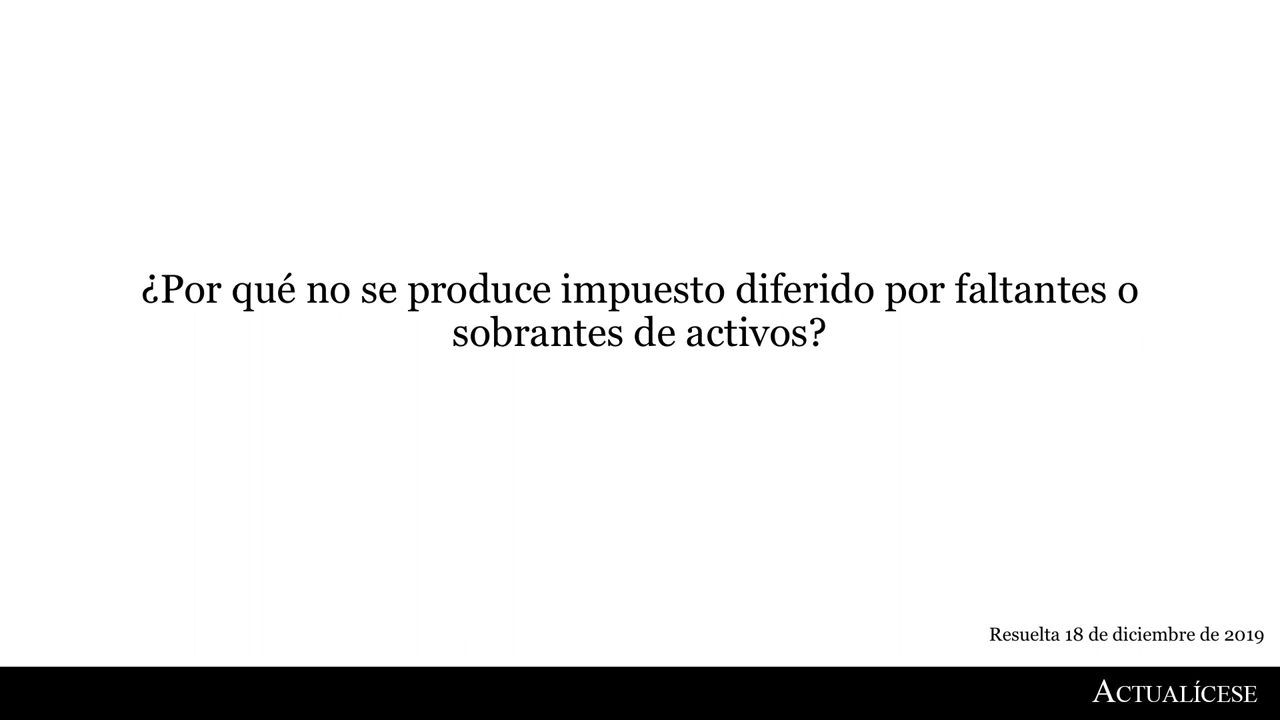 ¿Por qué no se produce impuesto diferido por faltantes o
sobrantes de activos?
Resuelta 18 de diciembre de 2019
ACTUALÍCESE